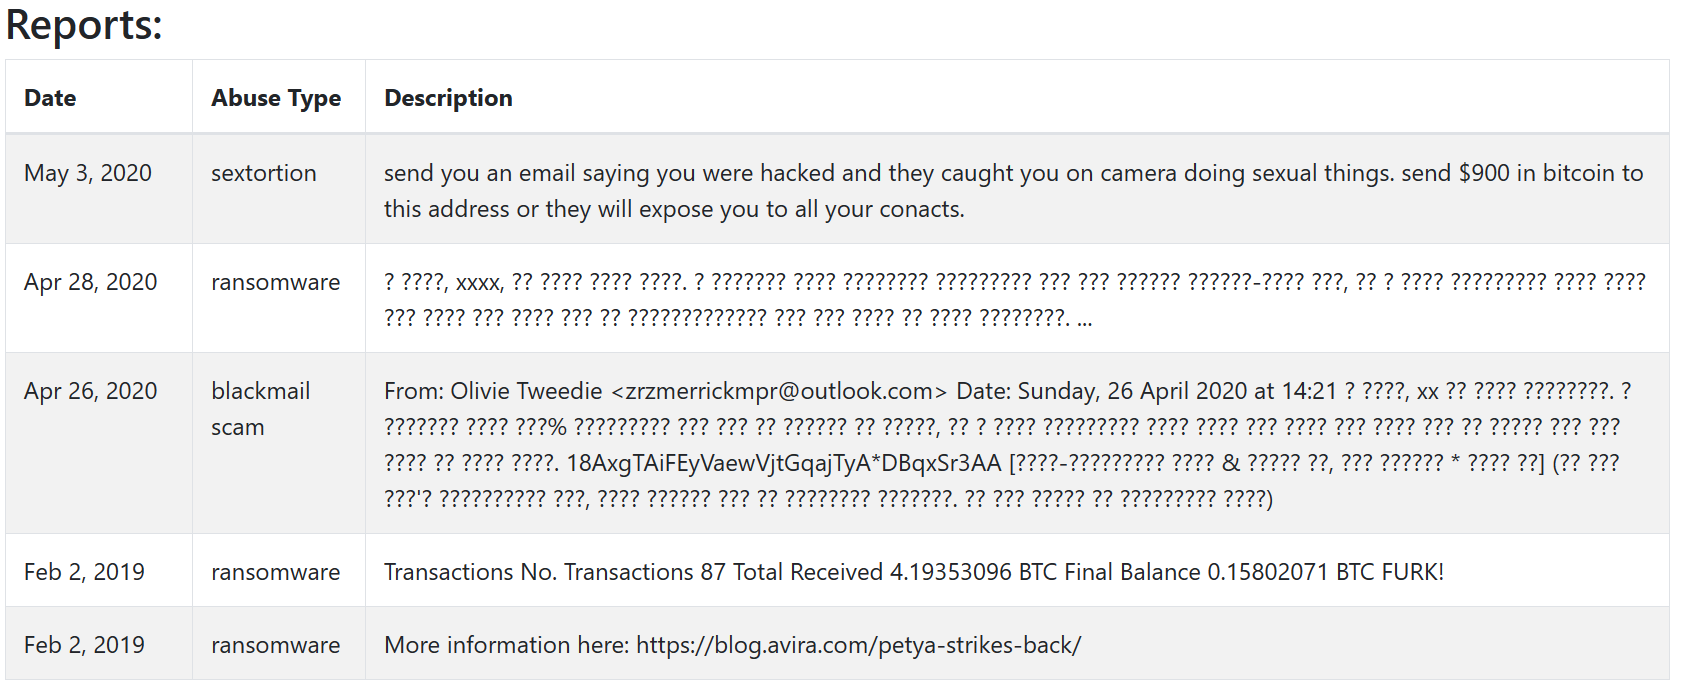 Reports:
Date Abuse Type Description
May 3, 2020 sextortion send you an email saying you were hacked and they caught you on camera doing sexual things. send $900 in bitcoin to
this address or they will expose you to all your conacts.
Apr 28, 2020 ransomware ? ????, xxxx, ?? ???? ???? ????. ? ??????? ???? ???????? ????????? ??? ??? ?????? ??????-???? ???, ?? ? ???? ????????? ???? ????
??? ???? ??? ???? ??? ?? ????????????? ??? ??? ???? ?? ???? ????????. ...
Apr 26, 2020 blackmail From: Olivie Tweedie <zrzmerrickmpr@outlook.com> Date: Sunday, 26 April 2020 at 14:21 ? ????, xx ?? ???? ????????. ?
scam ??????? ???? ???% ????????? ??? ??? ?? ?????? ?? ?????, ?? ? ???? ????????? ???? ???? ??? ???? ??? ???? ??? ?? ????? ??? ???
???? ?? ???? ????. 18AxgTAiFEyVaewVjtGqajTyA*DBqxSr3AA [????-????????? ???? & ????? ??, ??? ?????? * ???? ??] (?? ???
???'? ?????????? ???, ???? ?????? ??? ?? ???????? ???????. ?? ??? ????? ?? ????????? ????)
Feb 2, 2019 ransomware Transactions No. Transactions 87 Total Received 4.19353096 BTC Final Balance 0.15802071 BTC FURK!
Feb 2, 2019 ransomware More information here: https://blog.avira.com/petya-strikes-back/